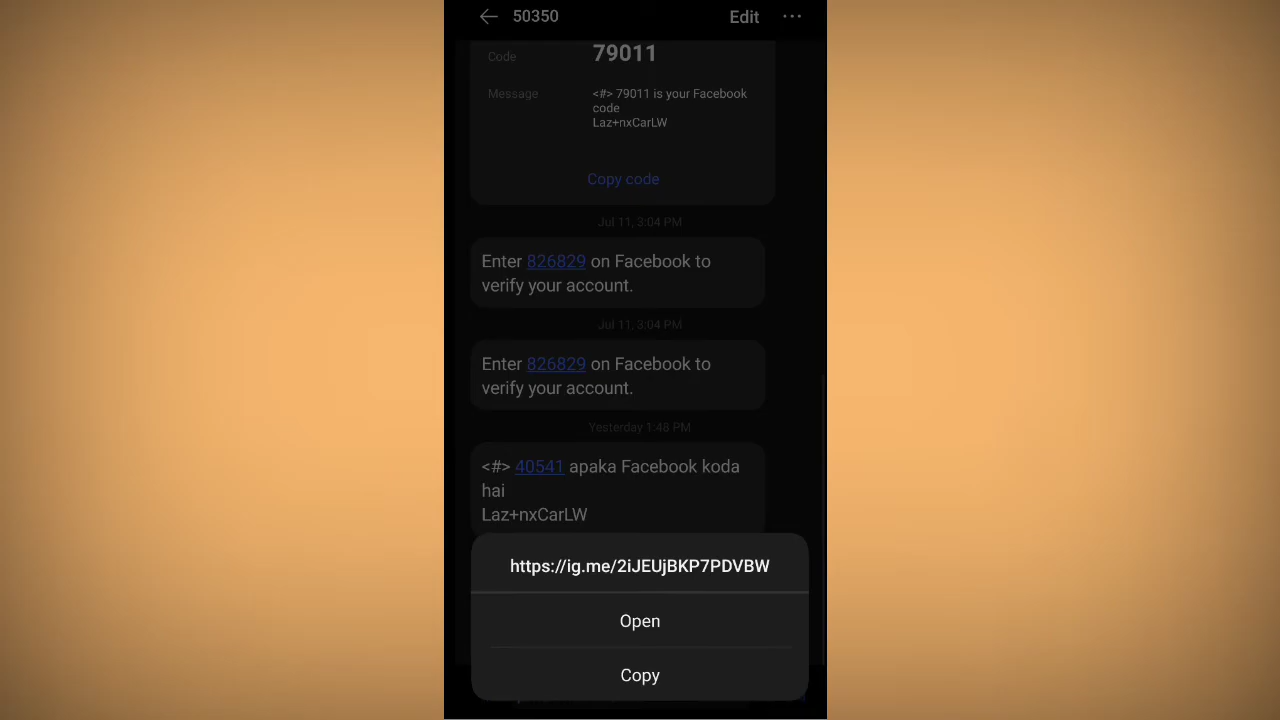 50350
Edit
Code
79011
Message
<#> 79011 is your Facebook
code
Laz+nxCarLW
Copy code
Jul 11, 3:04 PM
Enter 826829 on Facebook to
verify your account.
Jul 11, 3:04 PM
Enter 826829 on Facebook to
verify your account.
Yesterday 1:48 PM
<#> 40541 apaka Facebook koda
hai
Laz+nxCarLW
https://ig.me/2iJEUjBKP7PDVBW
Open
Copy